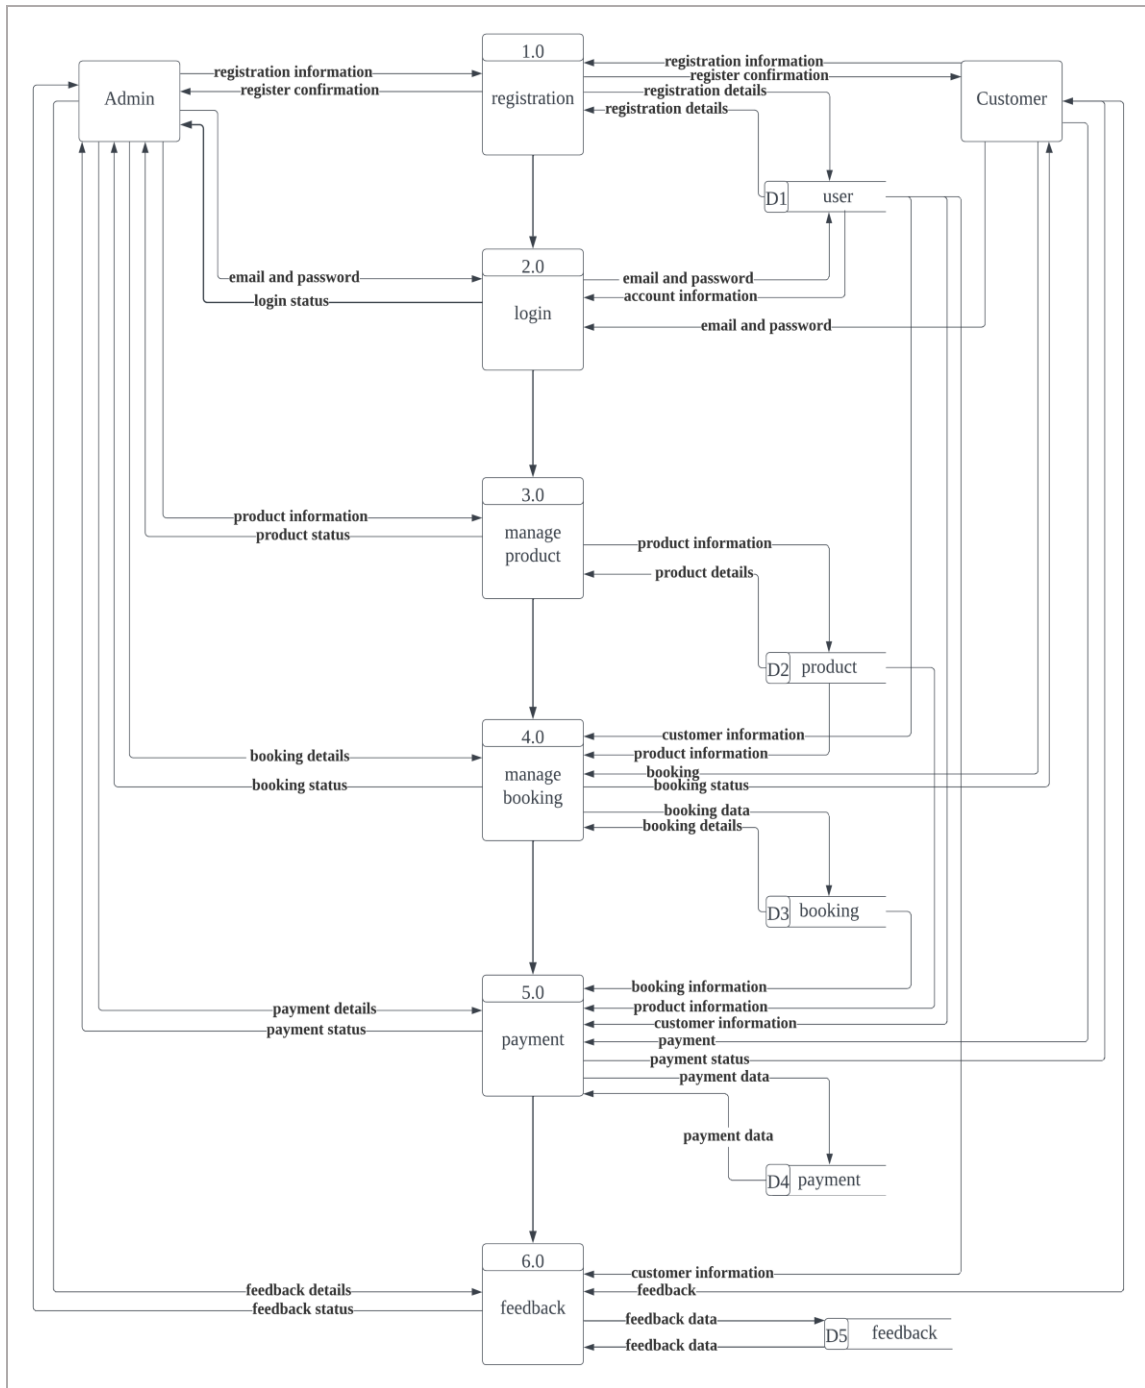 1.0
registration information
registration information
Admin
register confirmation
register confirmation
registration
Customer
registration details
registration details
D1
user
2.0
email and password
email and password
login status
account information
login
email and password
3.0
product information
product status
manage
product
product information
product details
D2
product
4.0
customer information
product information
booking details
booking
booking status
booking status
manage
booking
booking data
booking details
D3
booking
5.0
booking information
product information
payment details
customer information
payment status
payment
payment
payment status
payment data
payment data
D4
payment
6.0
customer information
feedback details
feedback
feedback status
feedback
feedback data
D5
feedback
feedback data